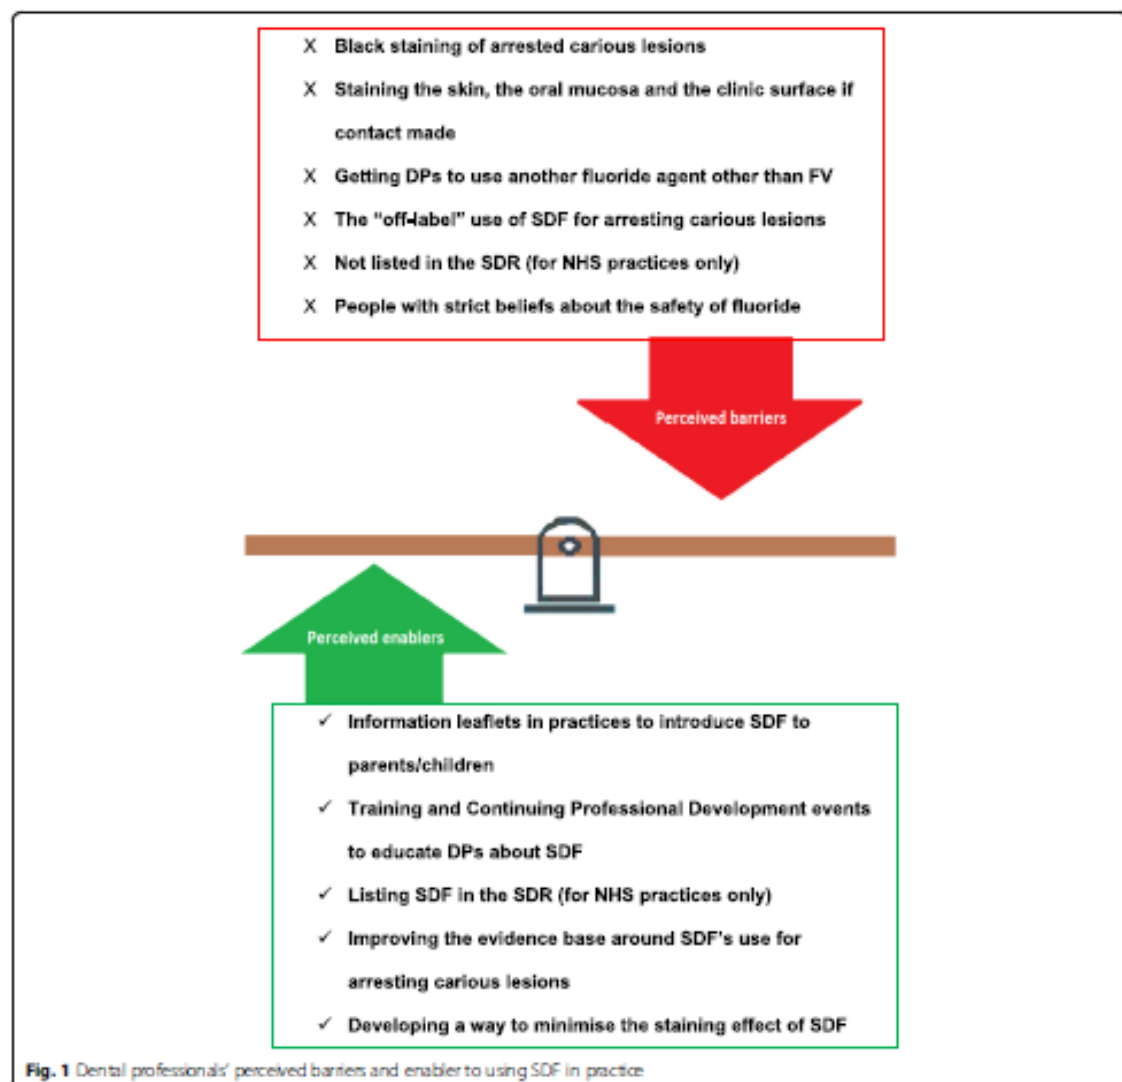 X Black staining of arrested carious lesions
X Staining the skin, the oral mucosa and the clinic surface if
contact made
X Getting DPs to use another fluoride agent other than FV
X The “off-label” use of SDF for arresting carious lesions
X Not listed in the SDR (for NHS practices only)
X People with strict beliefs about the safety of fluoride
Perceived barriers
Perceived enablers
✓ Information leaflets in practices to introduce SDF to
parents/children
✓ Training and Continuing Professional Development events
to educate DPs about SDF
✓ Listing SDF in the SDR (for NHS practices only)
✓ Improving the evidence base around SDF's use for
arresting carious lesions
✓ Developing a way to minimise the staining effect of SDF
Fig. 1 Dental professionals' perceived barriers and enabler to using SDF in practice